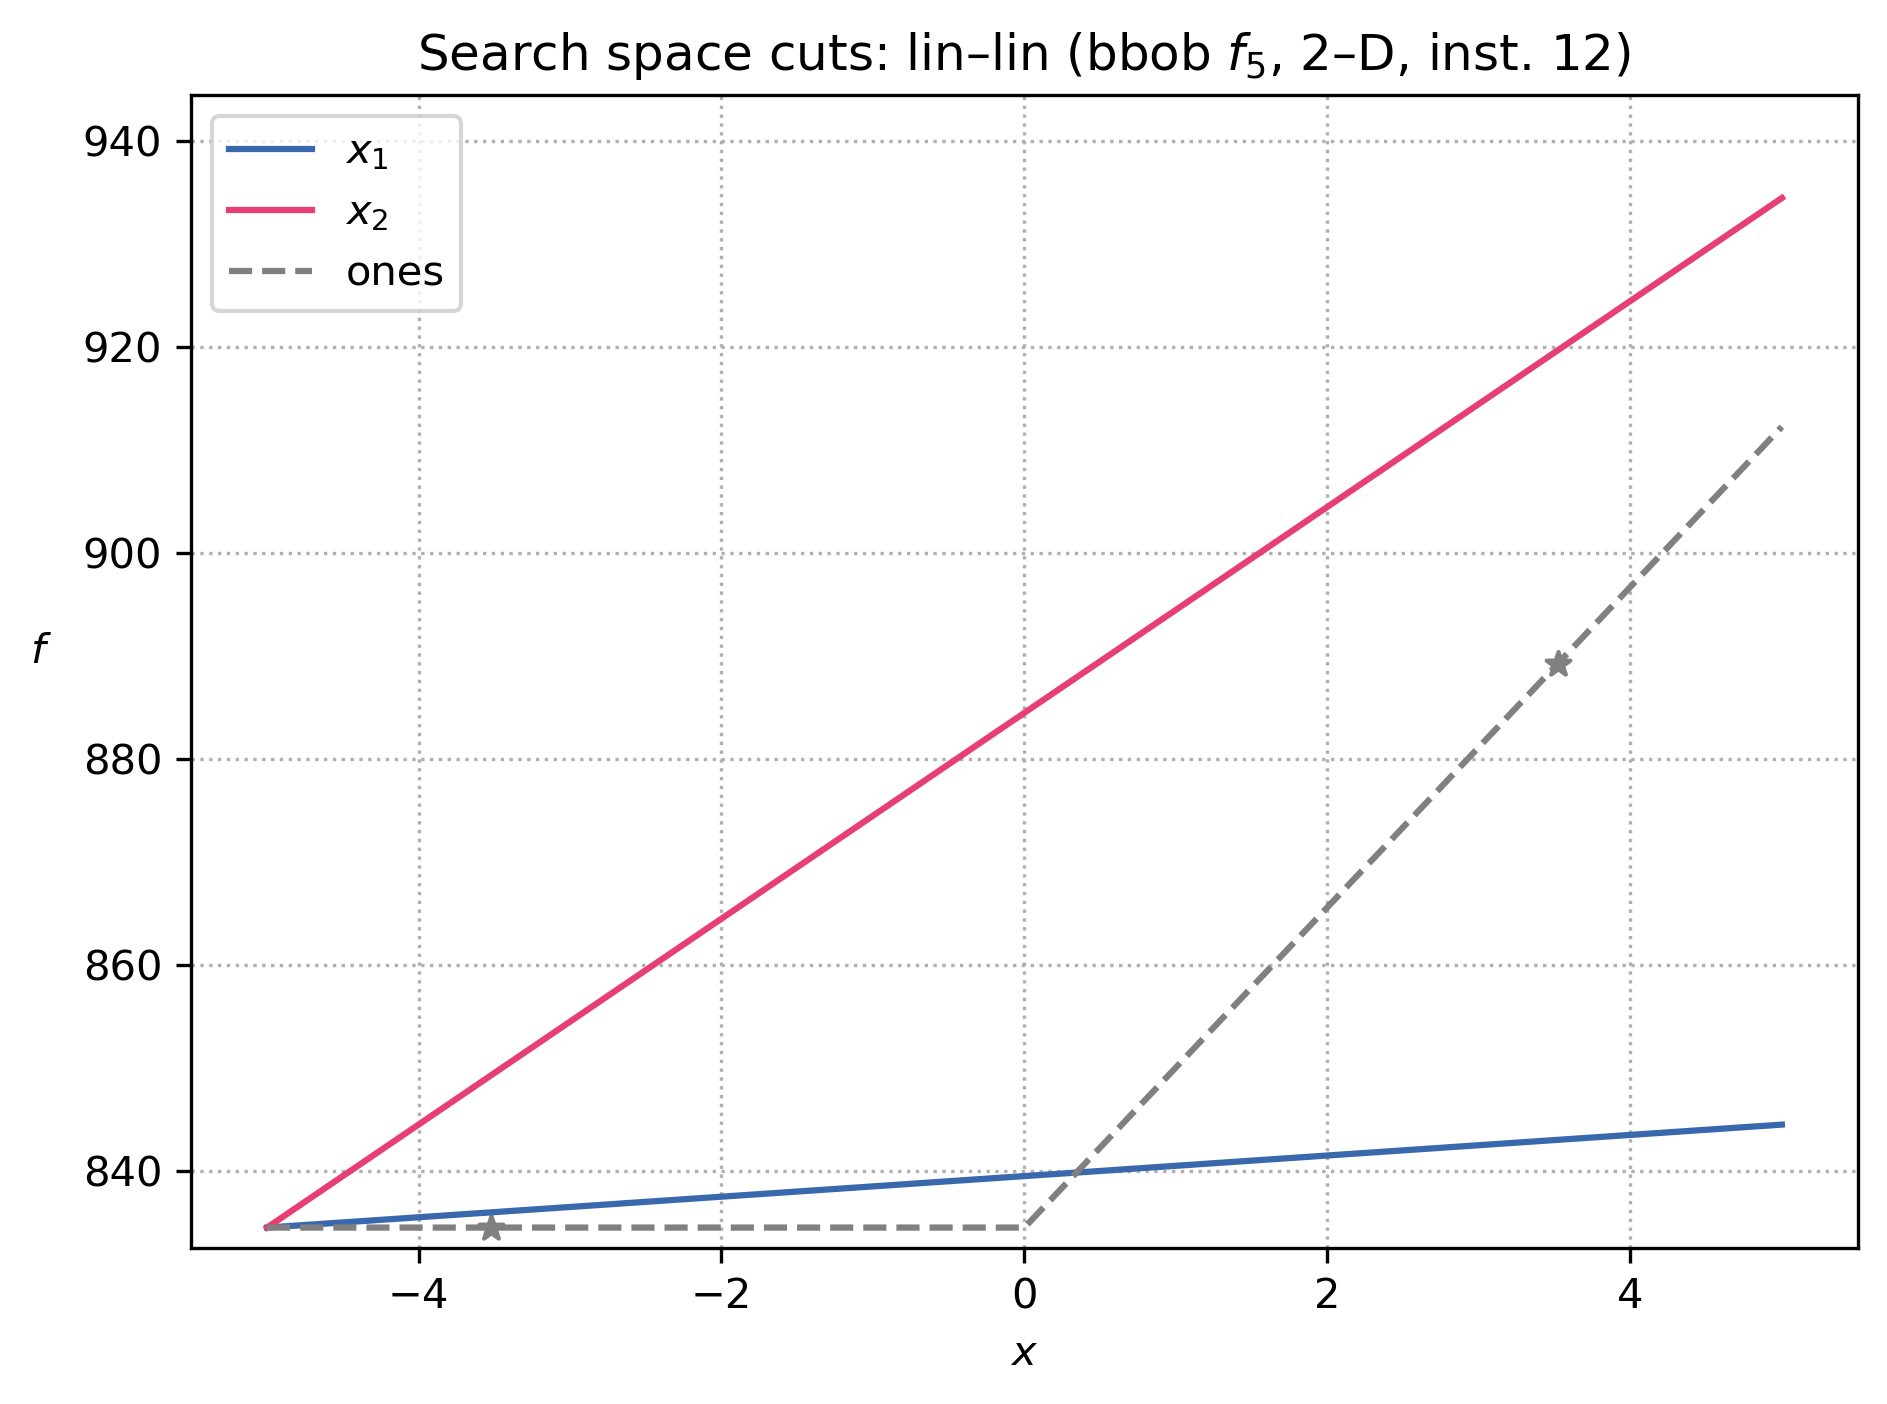 Search space cuts: lin–lin (bbob f5, 2–D, inst. 12)
x1
x2
ones
940
920
900
880
860
840
f
−4
−2
0
2
4
x